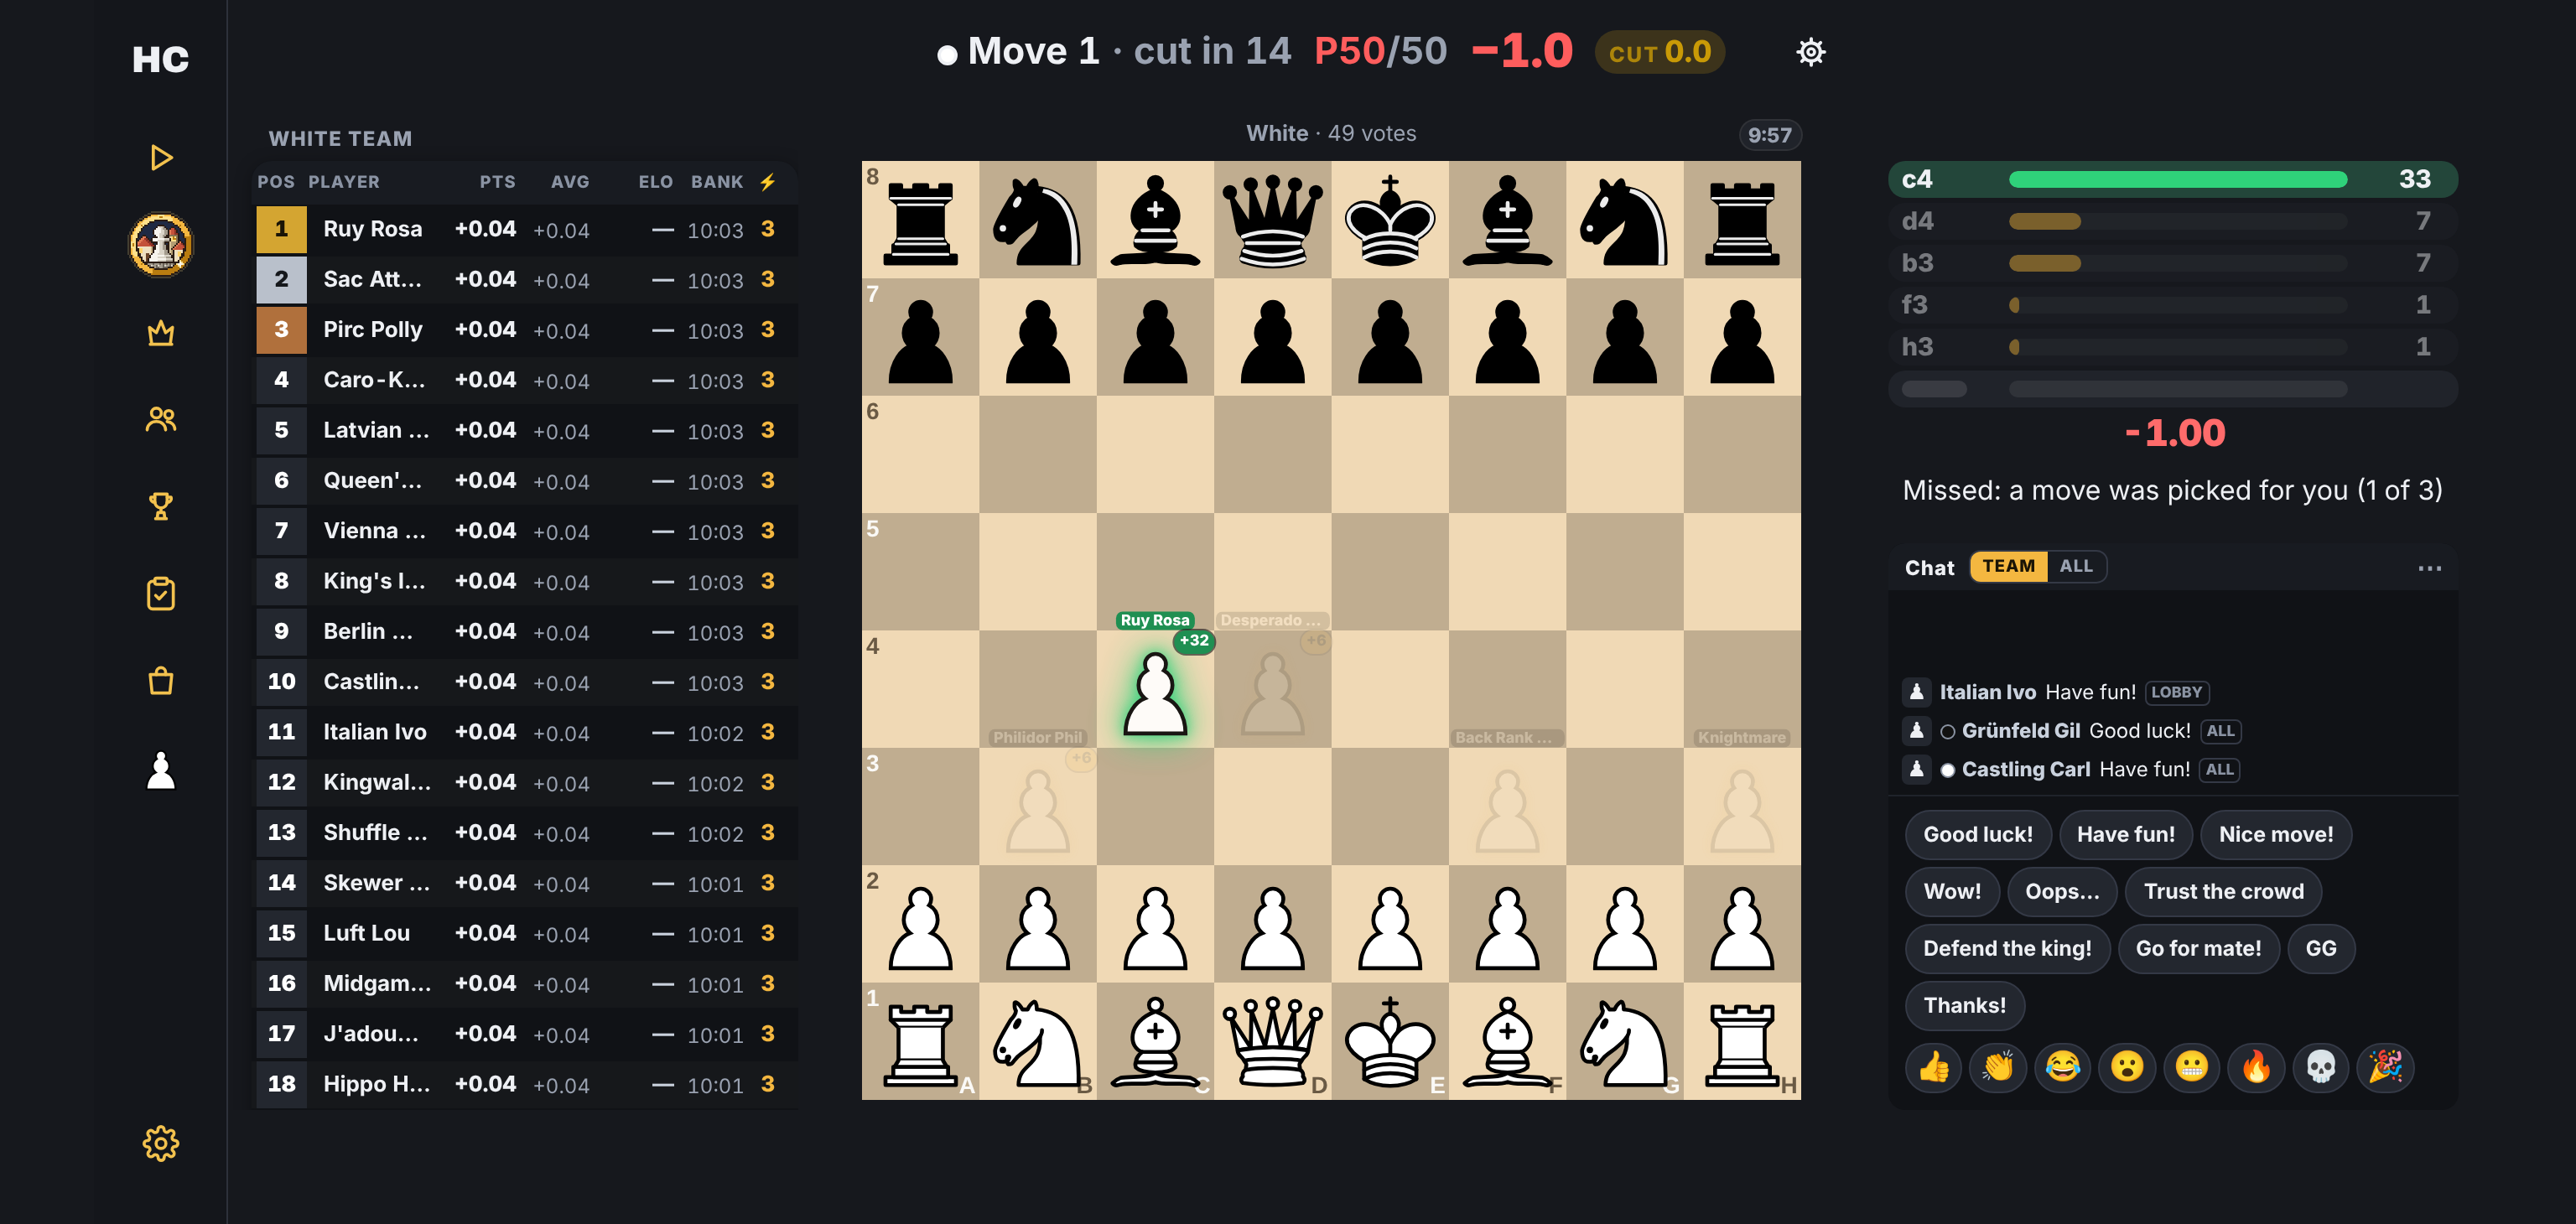 HC
Move 1 · cut in 14 P50/50 −1.0 CUT 0.0
WHITE TEAM
POS PLAYER PTS AVG ELO BANK ⚡
1 Ruy Rosa +0.04 +0.04 — 10:03 3
2 Sac Att... +0.04 +0.04 — 10:03 3
3 Pirc Polly +0.04 +0.04 — 10:03 3
4 Caro-K... +0.04 +0.04 — 10:03 3
5 Latvian ... +0.04 +0.04 — 10:03 3
6 Queen'... +0.04 +0.04 — 10:03 3
7 Vienna ... +0.04 +0.04 — 10:03 3
8 King's I... +0.04 +0.04 — 10:03 3
9 Berlin ... +0.04 +0.04 — 10:03 3
10 Castlin... +0.04 +0.04 — 10:03 3
11 Italian Ivo +0.04 +0.04 — 10:02 3
12 Kingwal... +0.04 +0.04 — 10:02 3
13 Shuffle ... +0.04 +0.04 — 10:02 3
14 Skewer ... +0.04 +0.04 — 10:01 3
15 Luft Lou +0.04 +0.04 — 10:01 3
16 Midgam... +0.04 +0.04 — 10:01 3
17 J'adou... +0.04 +0.04 — 10:01 3
18 Hippo H... +0.04 +0.04 — 10:01 3
White · 49 votes 9:57
8
7
6
5
Ruy Rosa Desperado ...
4 +32 +6
Philidor Phil Back Rank ... Knightmare
3 +6
2
1
A B C D E F G H
c4 33
d4 7
b3 7
f3 1
h3 1
-1.00
Missed: a move was picked for you (1 of 3)
Chat TEAM ALL ...
Italian Ivo Have fun! LOBBY
Grünfeld Gil Good luck! ALL
Castling Carl Have fun! ALL
Good luck! Have fun! Nice move!
Wow! Oops... Trust the crowd
Defend the king! Go for mate! GG
Thanks!